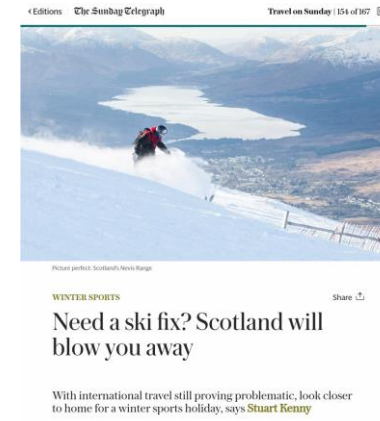 ‹ Editions The Sunday Telegraph Travel on Sunday | 154 of 167
Picture perfect: Scotland's Nevis Range
WINTER SPORTS Share
Need a ski fix? Scotland will
blow you away
With international travel still proving problematic, look closer
to home for a winter sports holiday, says Stuart Kenny